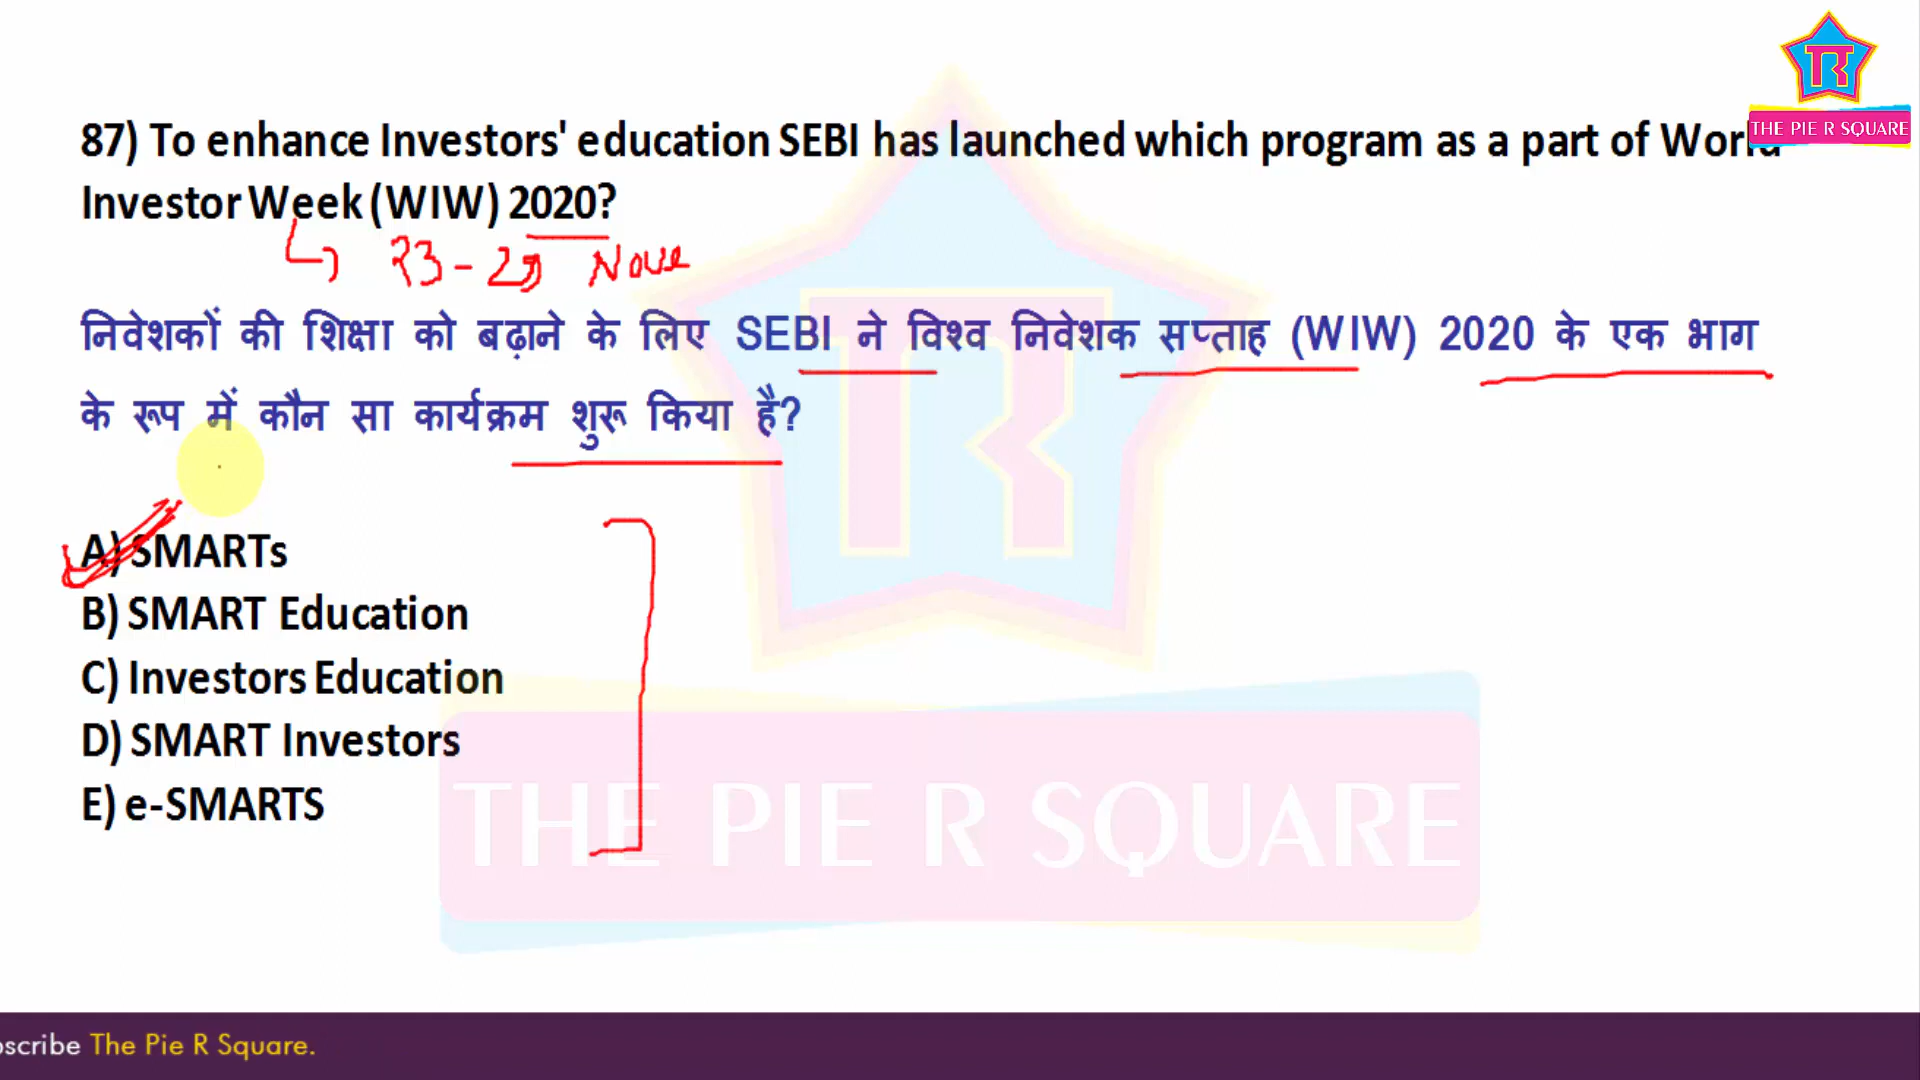 THE PIE R SQUARE
87) To enhance Investors' education SEBI has launched which program as a part of World
Investor Week (WIW) 2020?
23-29 Nove
निवेशकों की शिक्षा को बढ़ाने के लिए SEBI ने विश्व निवेशक सप्ताह (WIW) 2020 के एक भाग
के रूप में कौन सा कार्यक्रम शुरू किया है?
A) SMARTs
B) SMART Education
C) Investors Education
D) SMART Investors
E) e-SMARTS
THE PIE R SQUARE
scribe The Pie R Square.